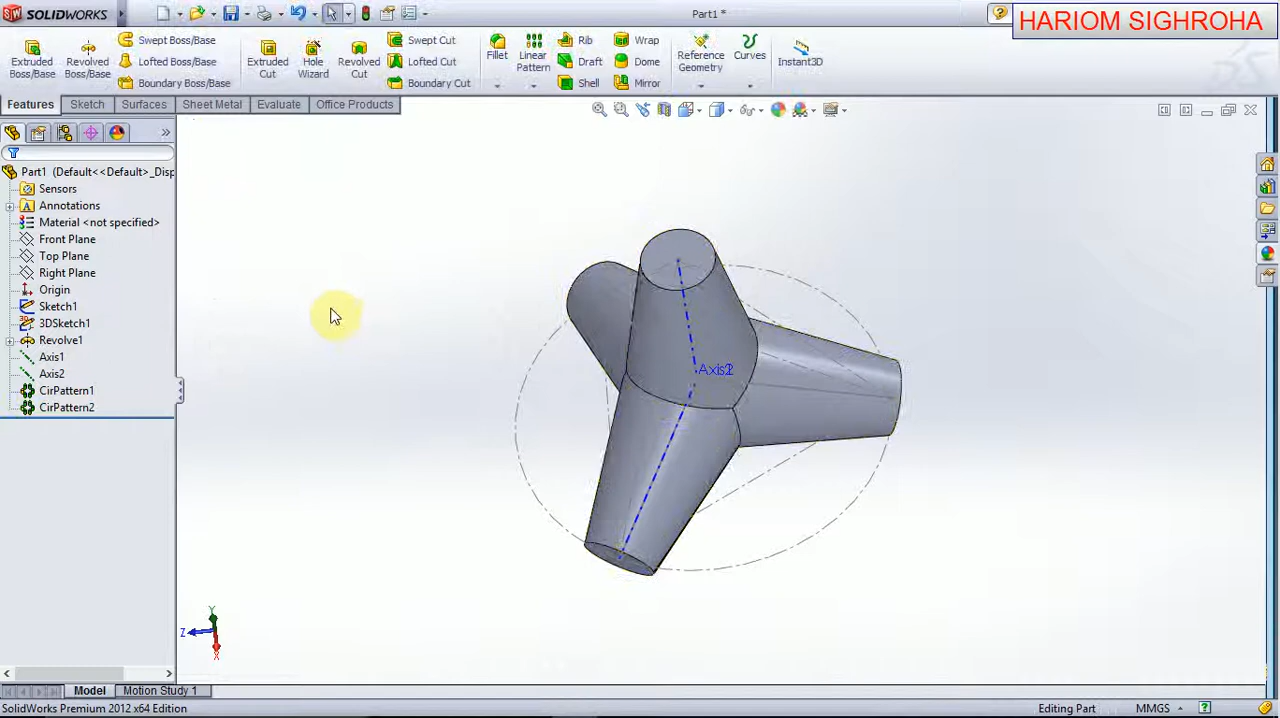 SOLIDWORKS
Part1 *
HARIOM SIGHROHA
Extruded Boss/Base
Revolved Boss/Base
Swept Boss/Base
Lofted Boss/Base
Boundary Boss/Base
Extruded Cut
Hole Wizard
Revolved Cut
Swept Cut
Lofted Cut
Boundary Cut
Fillet
Linear Pattern
Rib
Draft
Shell
Wrap
Dome
Mirror
Reference Geometry
Curves
Instant3D
Features Sketch Surfaces Sheet Metal Evaluate Office Products
Part1 (Default<<Default>_Disp
Sensors
Annotations
Material <not specified>
Front Plane
Top Plane
Right Plane
Origin
Sketch1
3DSketch1
Revolve1
Axis1
Axis2
CirPattern1
CirPattern2
Y
Z
X
Model Motion Study 1
SolidWorks Premium 2012 x64 Edition
Editing Part
MMGS